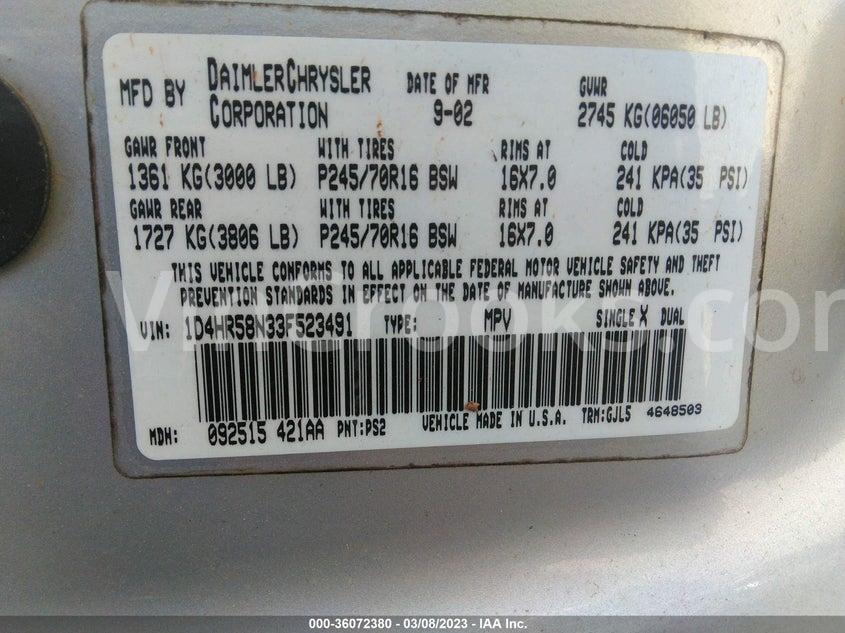 MFD BY DAIMLERCHRYSLER CORPORATION DATE OF MFR 9-02 GVWR 2745 KG(06050 LB)
GAWR FRONT WITH TIRES RIMS AT COLD
1361 KG(3000 LB) P245/70R16 BSW 16X7.0 241 KPA(35 PSI)
GAWR REAR WITH TIRES RIMS AT COLD
1727 KG(3806 LB) P245/70R16 BSW 16X7.0 241 KPA(35 PSI)
THIS VEHICLE CONFORMS TO ALL APPLICABLE FEDERAL MOTOR VEHICLE SAFETY AND THEFT
PREVENTION STANDARDS IN EFFECT ON THE DATE OF MANUFACTURE SHOWN ABOVE.
VIN: 1D4HR58N33F523491 TYPE: MPV SINGLE X DUAL
MDH: 092515 421AA PNT:PS2 VEHICLE MADE IN U.S.A. TRM:GJL5 4648503
000-36072380 - 03/08/2023 - IAA Inc.